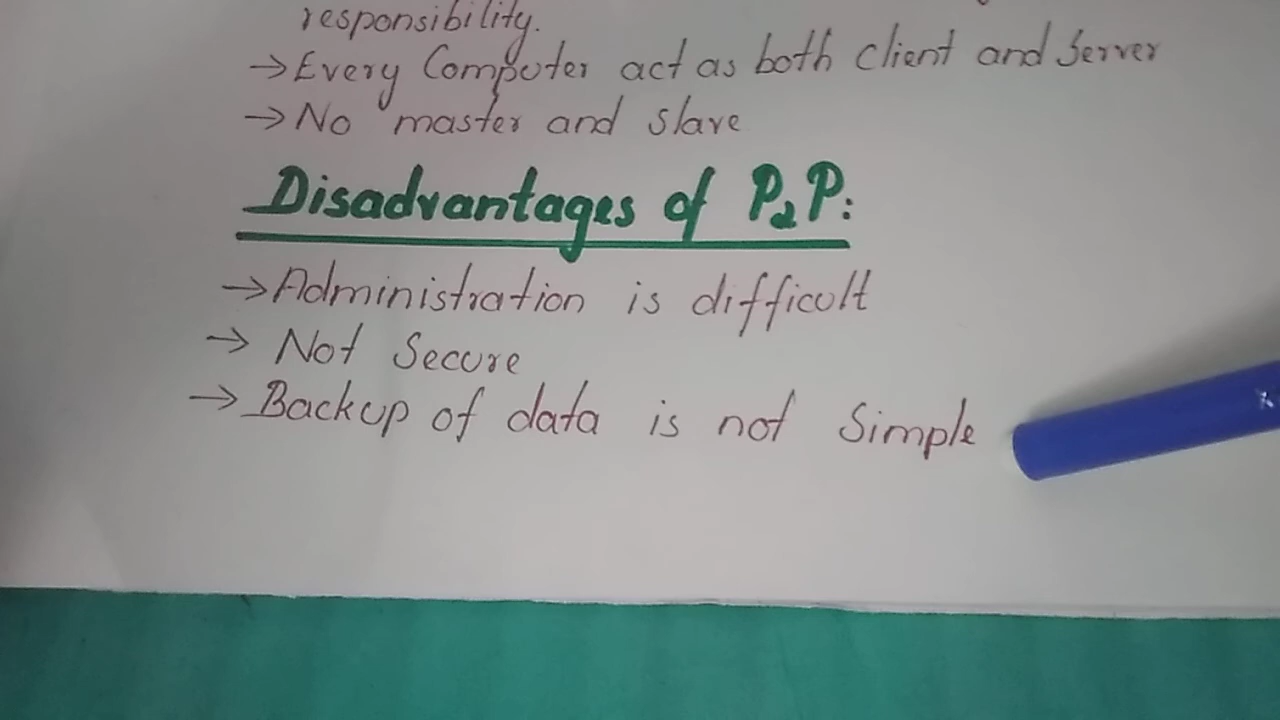 responsibility.
→Every Computer act as both client and Server
→No master and slave
Disadvantages of P2P:
→Administration is difficult
→ Not Secure
→ Backup of data is not Simple